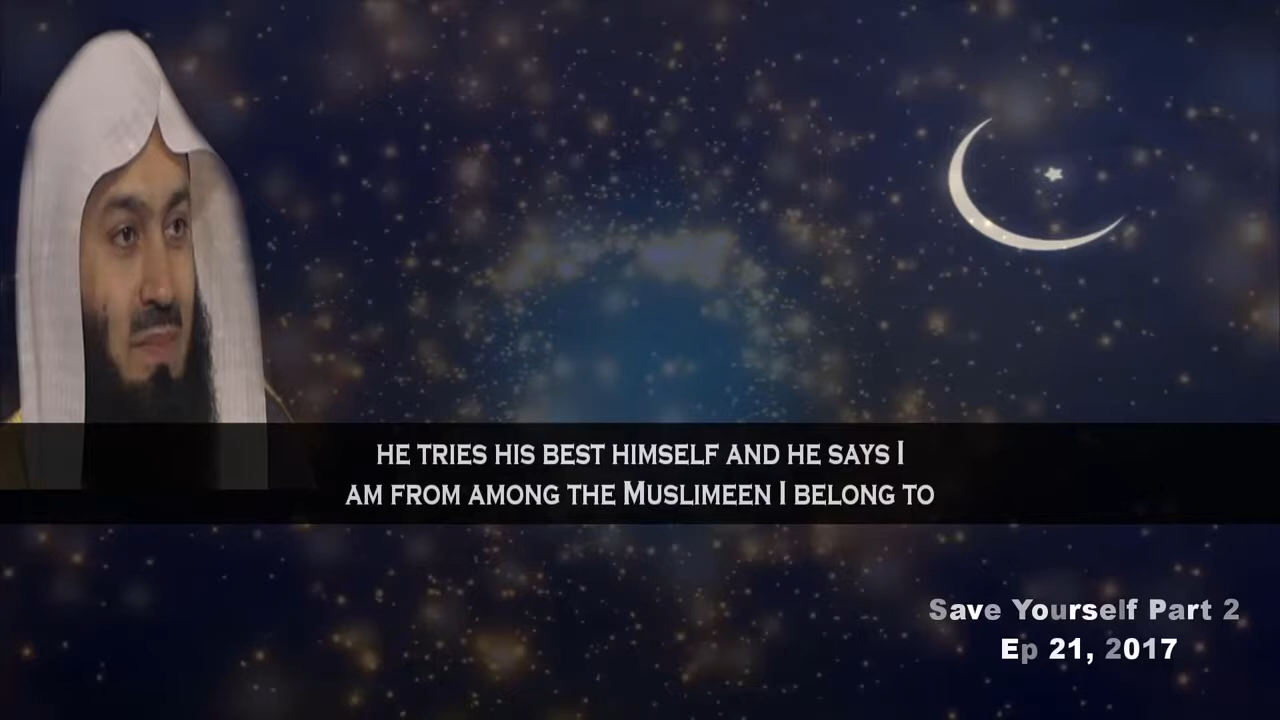 he tries his best himself and he says I
am from among the Muslimeen I belong to
Save Yourself Part 2
Ep 21, 2017